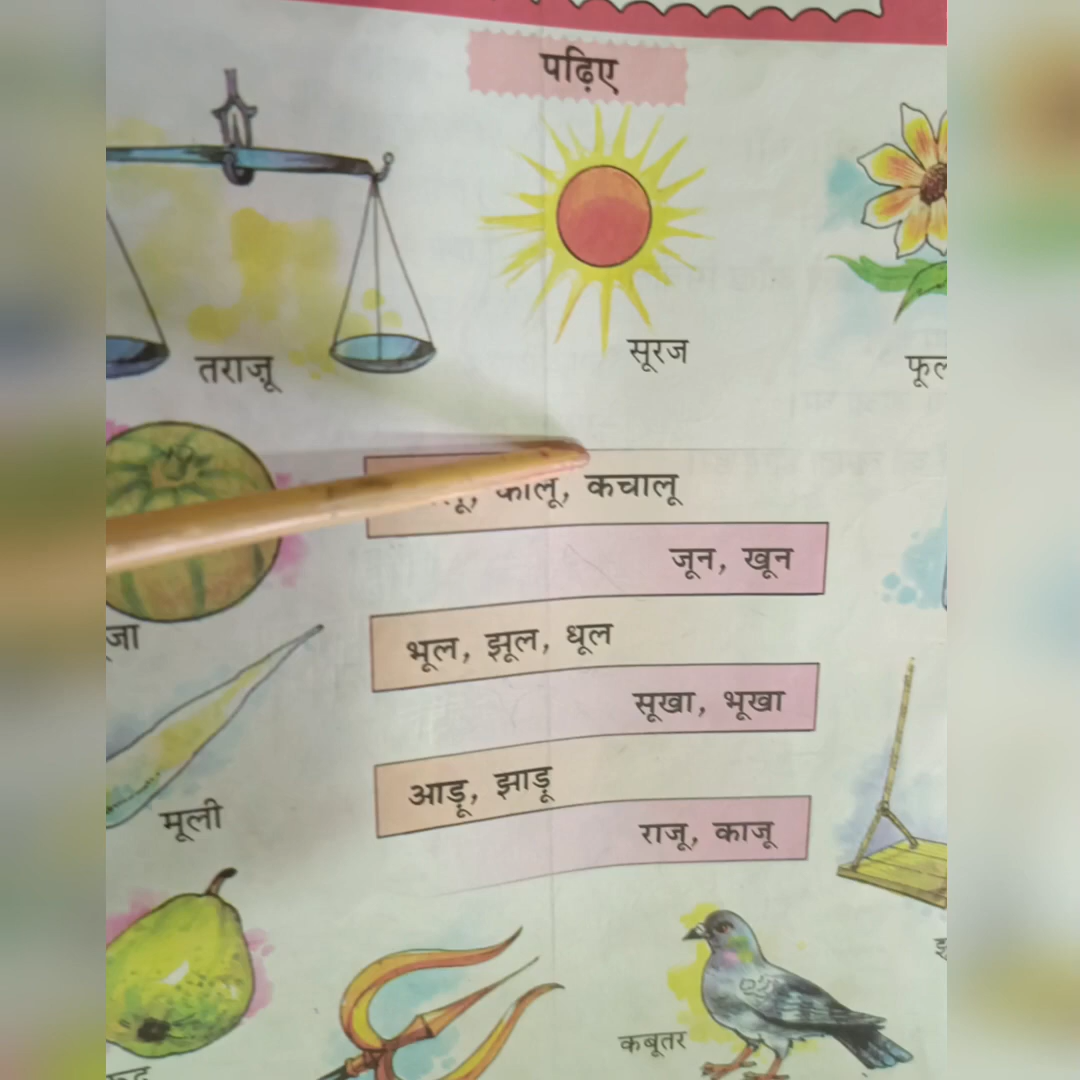 पढ़िए
तराजू
सूरज
कालू, कचालू
जून, खून
भूल, झूल, धूल
सूखा, भूखा
मूली
आड़ू, झाड़ू
राजू, काजू
कबूतर